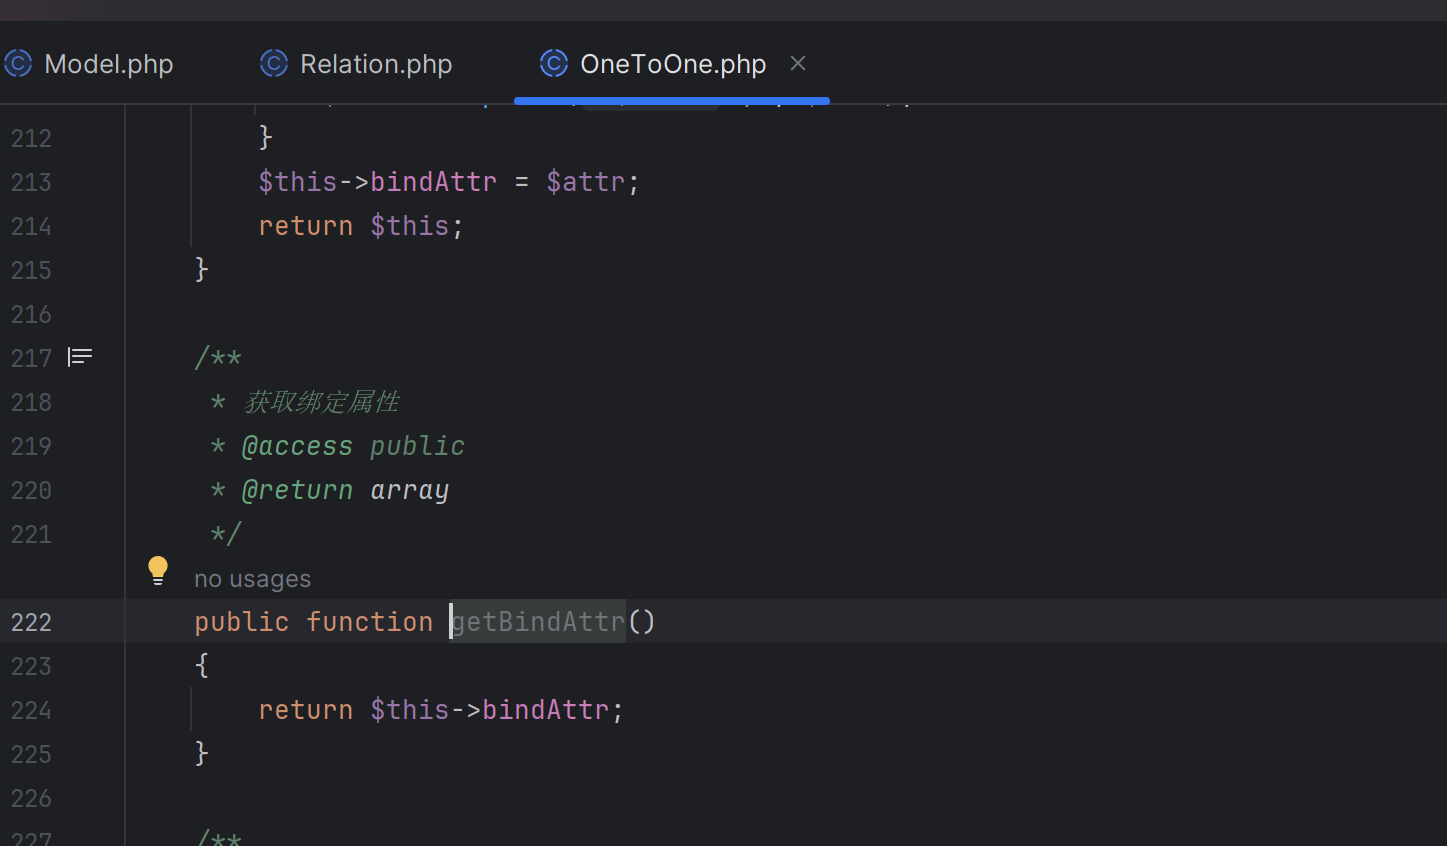 Model.php Relation.php OneToOne.php
212 }
213 $this->bindAttr = $attr;
214 return $this;
215 }
216
217 /**
218 * 获取绑定属性
219 * @access public
220 * @return array
221 */
no usages
222 public function getBindAttr()
223 {
224 return $this->bindAttr;
225 }
226
227 /**